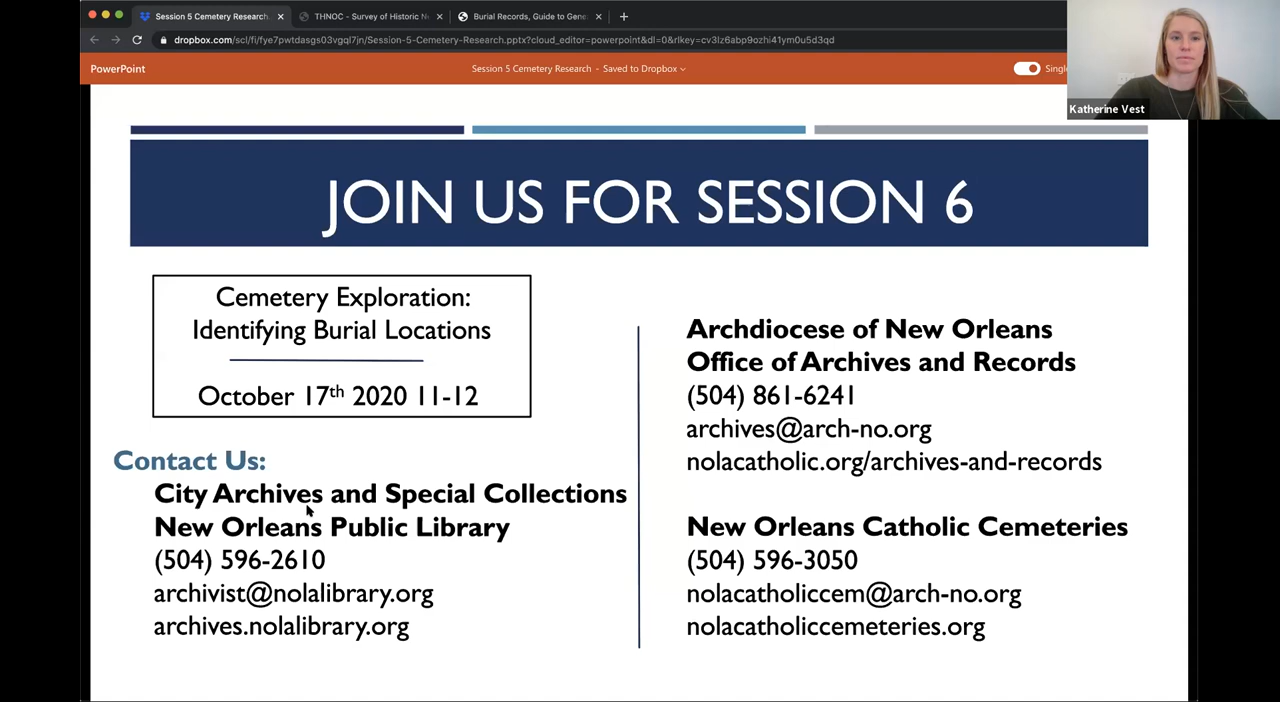 Session 5 Cemetery Research.
THNOC - Survey of Historic Ne
Burial Records, Guide to Gene
dropbox.com/scl/fi/fye7pwtdasgs03vgql7jn/Session-5-Cemetery-Research.pptx?cloud_editor=powerpoint&dl=0&rlkey=cv3lz6abp9ozhi41ym0u5d3qd
PowerPoint
Session 5 Cemetery Research - Saved to Dropbox
Singl
Katherine Vest
JOIN US FOR SESSION 6
Cemetery Exploration:
Identifying Burial Locations
October 17th 2020 11-12
Contact Us:
City Archives and Special Collections
New Orleans Public Library
(504) 596-2610
archivist@nolalibrary.org
archives.nolalibrary.org
Archdiocese of New Orleans
Office of Archives and Records
(504) 861-6241
archives@arch-no.org
nolacatholic.org/archives-and-records
New Orleans Catholic Cemeteries
(504) 596-3050
nolacatholiccem@arch-no.org
nolacatholiccemeteries.org